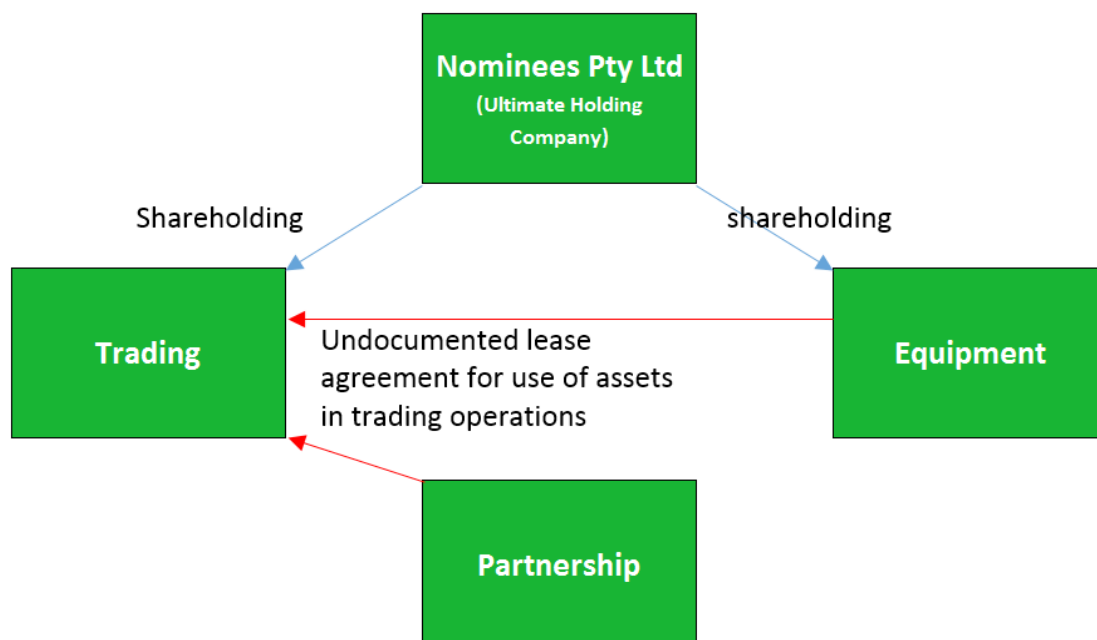 Nominees Pty Ltd
(Ultimate Holding
Company)
Shareholding
shareholding
Trading
Undocumented lease
agreement for use of assets
in trading operations
Equipment
Partnership